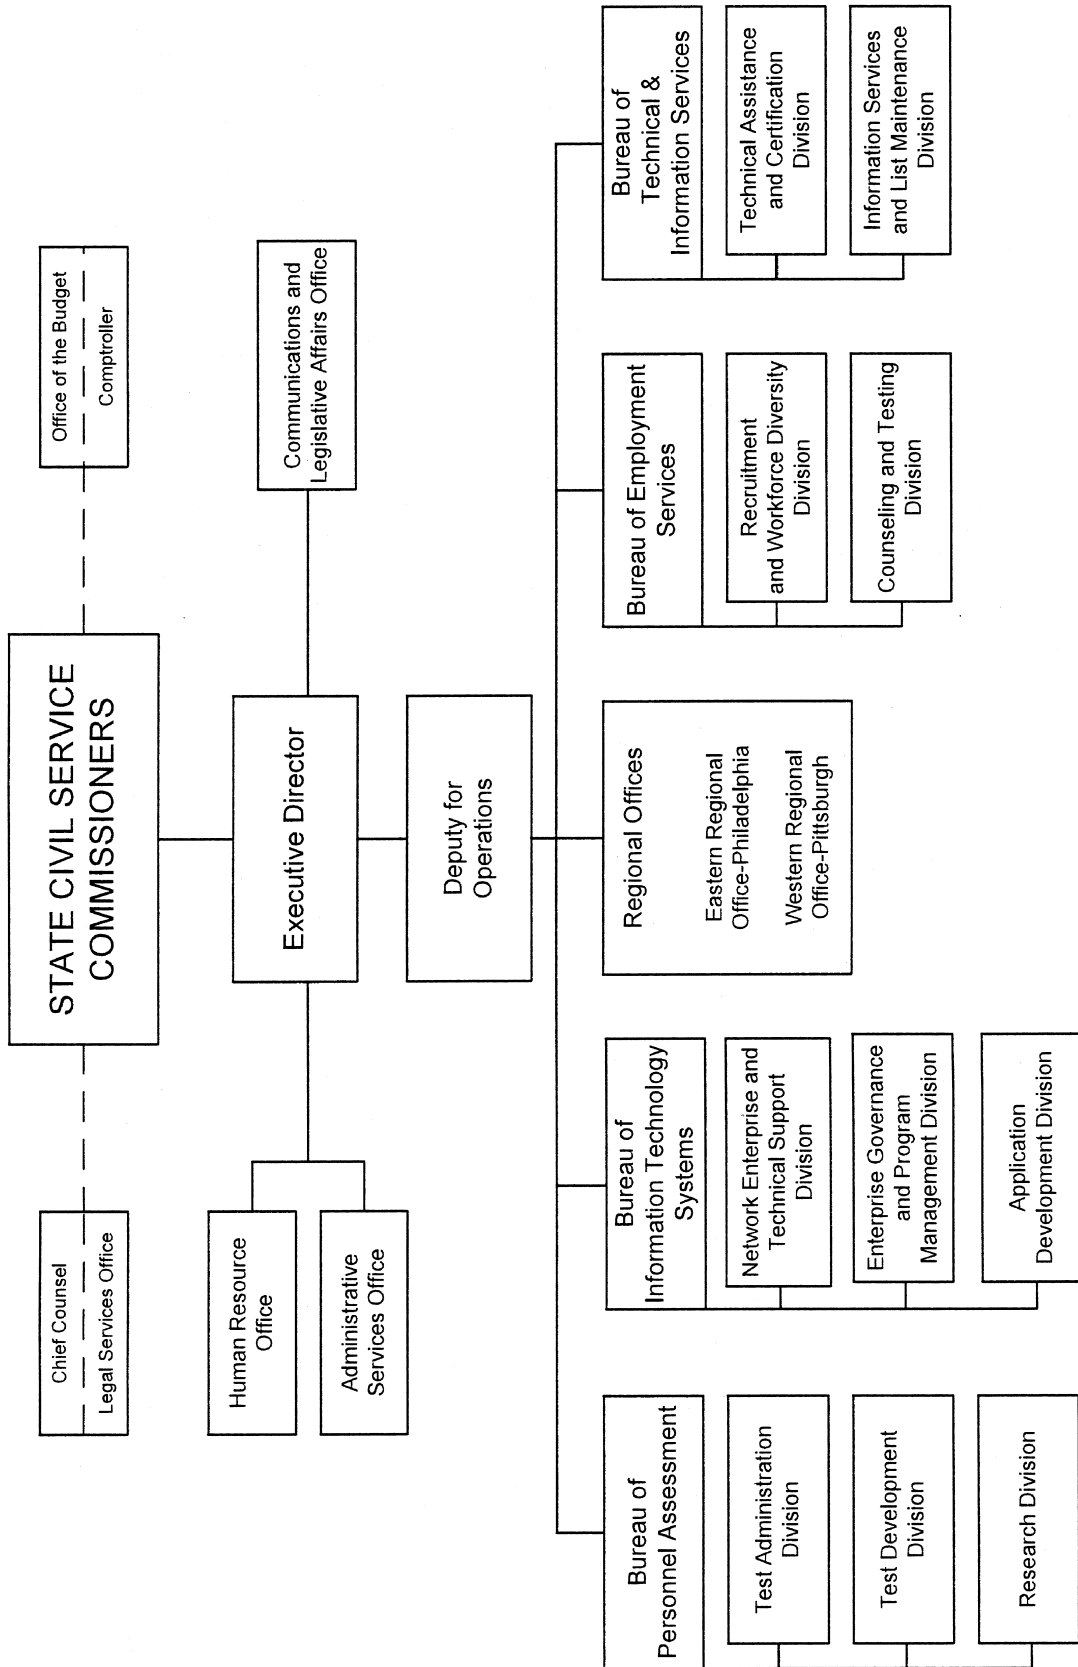 STATE CIVIL SERVICE
COMMISSIONERS
Chief Counsel
Legal Services Office
Office of the Budget
Comptroller
Executive Director
Human Resource
Office
Administrative
Services Office
Communications and
Legislative Affairs Office
Deputy for
Operations
Bureau of
Personnel Assessment
Test Administration
Division
Test Development
Division
Research Division
Bureau of
Information Technology
Systems
Network Enterprise and
Technical Support
Division
Enterprise Governance
and Program
Management Division
Application
Development Division
Regional Offices
Eastern Regional
Office-Philadelphia
Western Regional
Office-Pittsburgh
Bureau of Employment
Services
Recruitment
and Workforce Diversity
Division
Counseling and Testing
Division
Bureau of
Technical &
Information Services
Technical Assistance
and Certification
Division
Information Services
and List Maintenance
Division